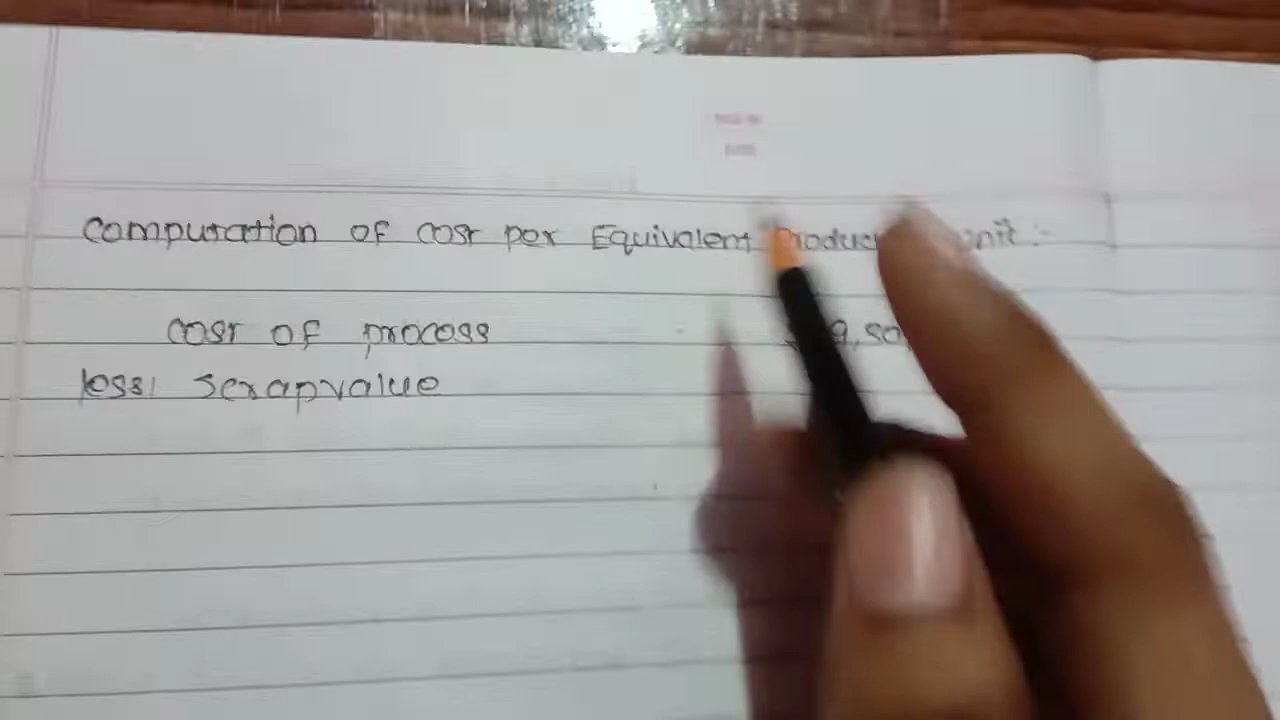 Computation of cost per Equivalent
cost of process
less: Scrapvalue